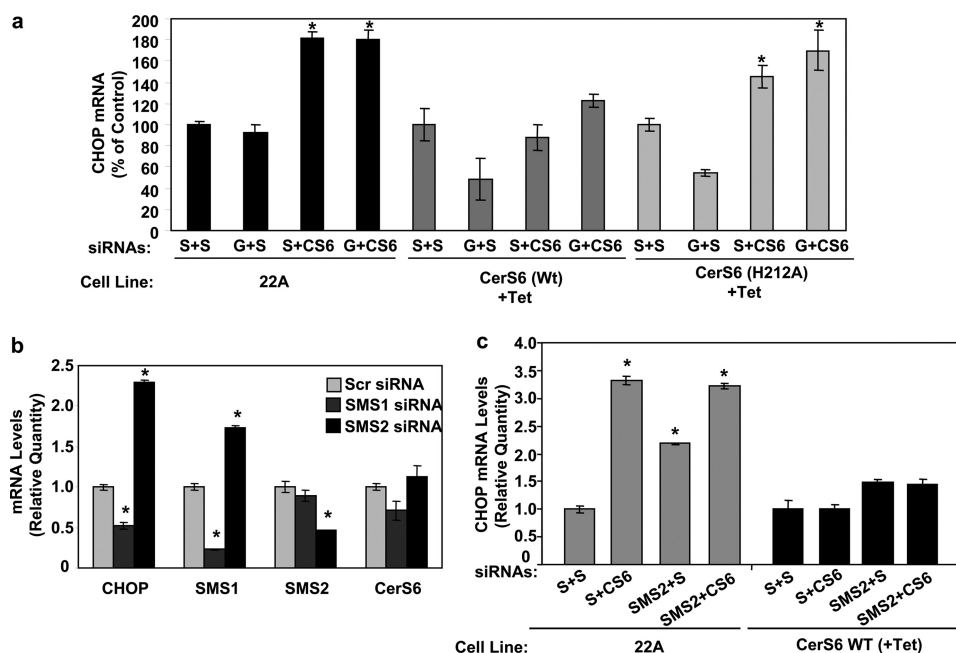 a
CHOP mRNA
(% of Control)
200
180
160
140
120
100
80
60
40
20
0
* * * *
siRNAs: S+S G+S S+CS6 G+CS6 S+S G+S S+CS6 G+CS6 S+S G+S S+CS6 G+CS6
Cell Line: 22A CerS6 (Wt) +Tet CerS6 (H212A) +Tet
b
mRNA Levels
(Relative Quantity)
2.5
2.0
1.5
1.0
0.5
0
* * * * *
Scr siRNA
SMS1 siRNA
SMS2 siRNA
CHOP SMS1 SMS2 CerS6
c
CHOP mRNA Levels
(Relative Quantity)
4.0
3.5
3.0
2.5
2.0
1.5
1.0
0.5
0
* * *
siRNAs: S+S S+CS6 SMS2+S SMS2+CS6 S+S S+CS6 SMS2+S SMS2+CS6
Cell Line: 22A CerS6 WT (+Tet)